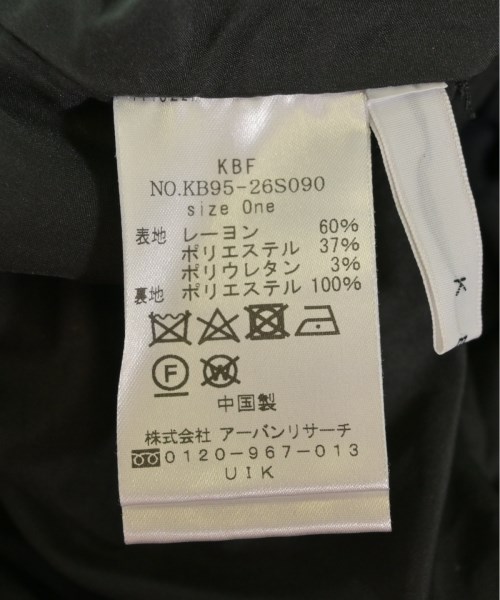 KBF
NO.KB95-26S090
size One
表地 レーヨン 60%
ポリエステル 37%
ポリウレタン 3%
裏地 ポリエステル 100%
F
W
中国製
株式会社 アーバンリサーチ
0120-967-013
UIK
K